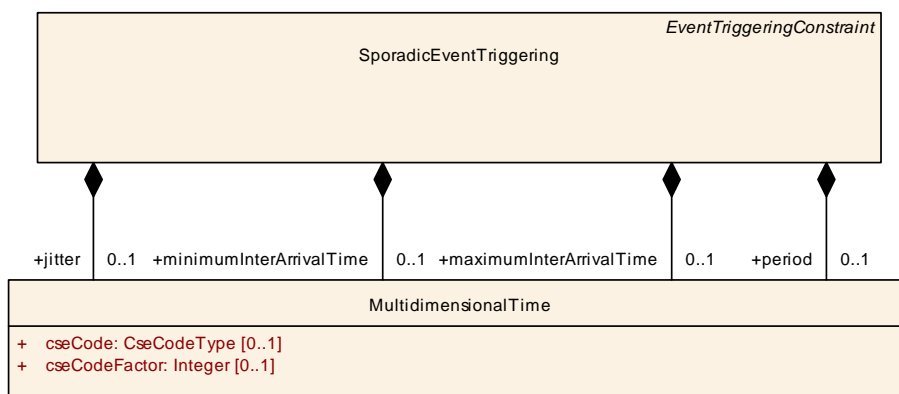 EventTriggeringConstraint
SporadicEventTriggering
+jitter 0..1 +minimumInterArrivalTime 0..1 +maximumInterArrivalTime 0..1 +period 0..1
MultidimensionalTime
+ cseCode: CseCodeType [0..1]
+ cseCodeFactor: Integer [0..1]